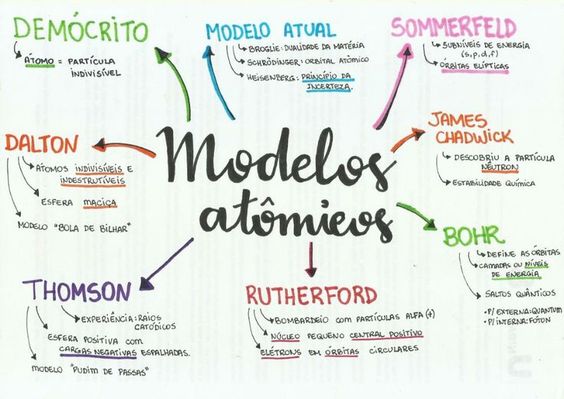 DEMÓCRITO
ÁTOMO = PARTÍCULA
INDIVISÍVEL
MODELO ATUAL
BROGLIE: DUALIDADE DA MATÉRIA
SCHRÖDINGER: ORBITAL ATÔMICO
HEISENBERG: PRINCÍPIO DA
INCERTEZA.
SOMMERFELD
SUBNÍVEIS DE ENERGIA
(s,p,d,f)
ÓRBITAS ELÍPTICAS
DALTON
ÁTOMOS INDIVISÍVEIS E
INDESTRUTÍVEIS
ESFERA MACIÇA
MODELO "BOLA DE BILHAR"
Modelos
atômicos
JAMES
CHADWICK
DESCOBRIU A PARTÍCULA
NÊUTRON
ESTABILIDADE QUÍMICA
BOHR
DEFINE AS ÓRBITAS
CAMADAS OU NÍVEIS
DE ENERGIA
SALTOS QUÂNTICOS
• P/ EXTERNA: QUANTUM
• P/ INTERNA: FÓTON
THOMSON
EXPERIÊNCIA: RAIOS
CATÓDICOS
ESFERA POSITIVA COM
CARGAS NEGATIVAS ESPALHADAS.
MODELO "PUDIM DE PASSAS"
RUTHERFORD
BOMBARDEIO COM PARTÍCULAS ALFA (+)
NÚCLEO PEQUENO CENTRAL POSITIVO
ELÉTRONS EM ÓRBITAS CIRCULARES